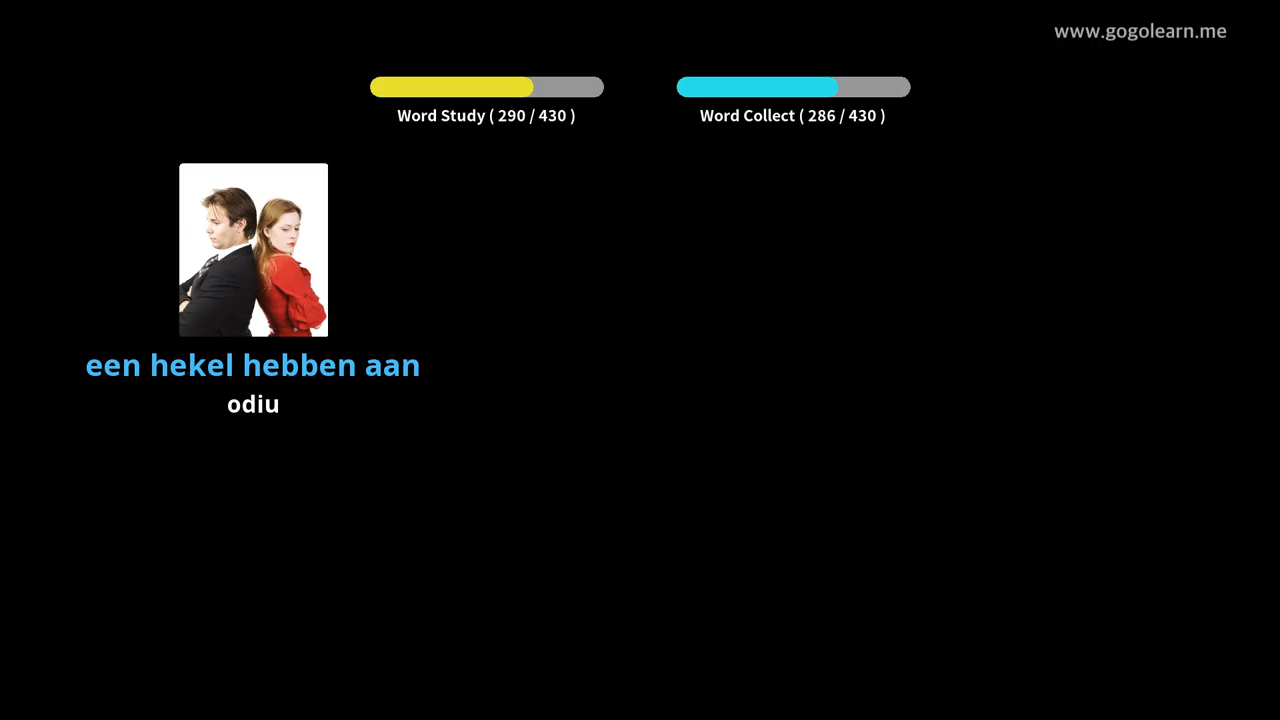 www.gogolearn.me
Word Study ( 290 / 430 )
Word Collect ( 286 / 430 )
een hekel hebben aan
odiu